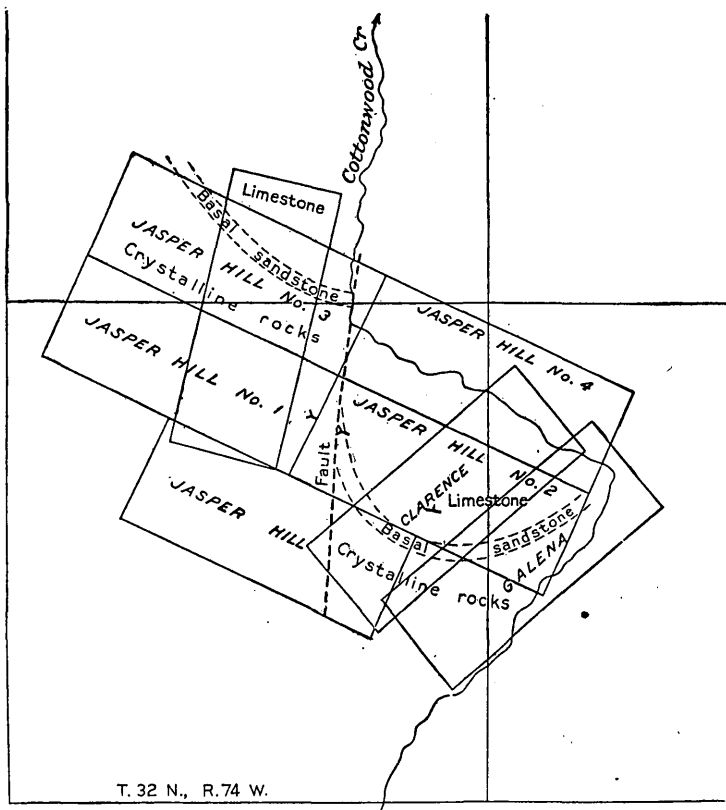 Cottonwood Cr
Limestone
Basal sandstone
JASPER HILL No. 3
Crystalline rocks
JASPER HILL No. 4
JASPER HILL No. 1
JASPER HILL No. 2
Fault
CLARENCE
Limestone
JASPER HILL
Basal sandstone
Crystalline rocks
GALENA
T. 32 N., R. 74 W.